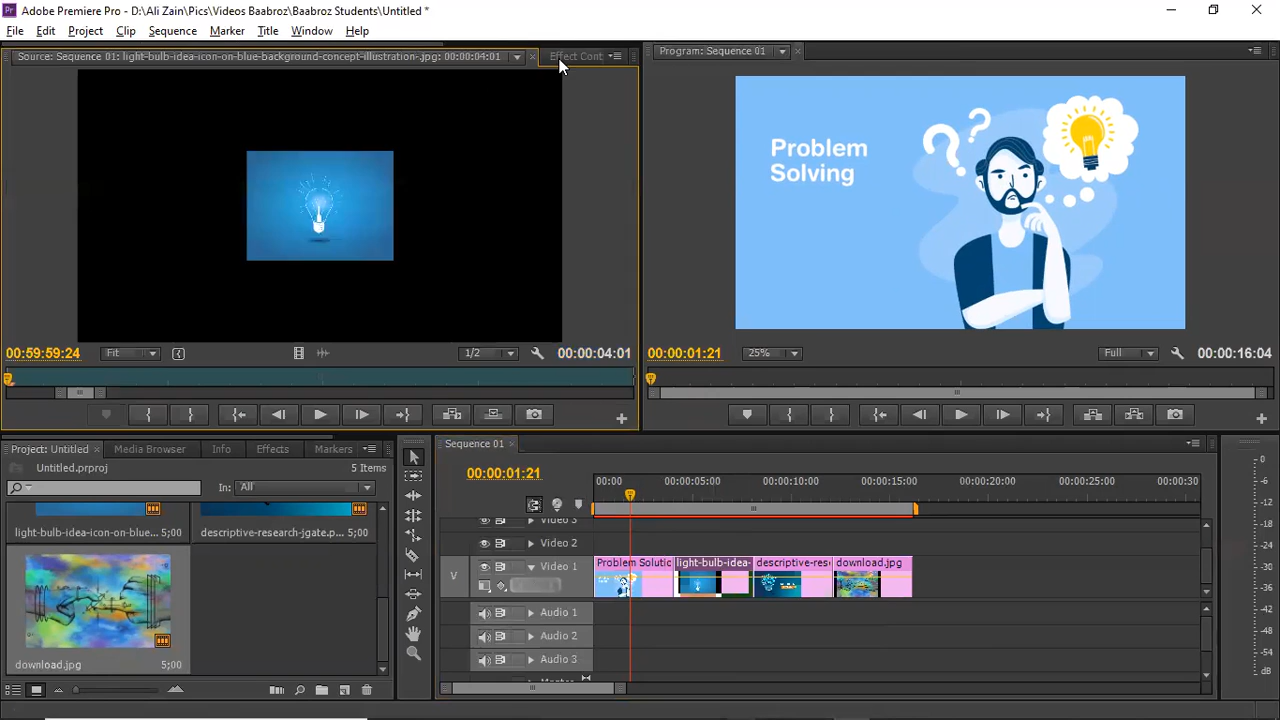 Adobe Premiere Pro - D:\Ali Zain\Pics\Videos Baabroz\Baabroz Students\Untitled *
File Edit Project Clip Sequence Marker Title Window Help
Source: Sequence 01: light-bulb-idea-icon-on-blue-background-concept-illustration-.jpg: 00:00:04:01
Effect Cont
Program: Sequence 01
Problem
Solving
00:59:59:24
Fit
1/2
00:00:04:01
00:00:01:21
25%
Full
00:00:16:04
Project: Untitled
Media Browser
Info
Effects
Markers
Untitled.prproj
5 Items
In: All
light-bulb-idea-icon-on-blue... 5;00
descriptive-research-jgate.p... 5;00
download.jpg 5;00
Sequence 01
00:00:01:21
00:00 00:00:05:00 00:00:10:00 00:00:15:00 00:00:20:00 00:00:25:00 00:00:30
Video 3
Video 2
V
Video 1
Problem Solutic
light-bulb-idea-
descriptive-res
download.jpg
Audio 1
Audio 2
Audio 3
0
-6
-12
-18
-24
-30
-36
-42
-48
-54
dB